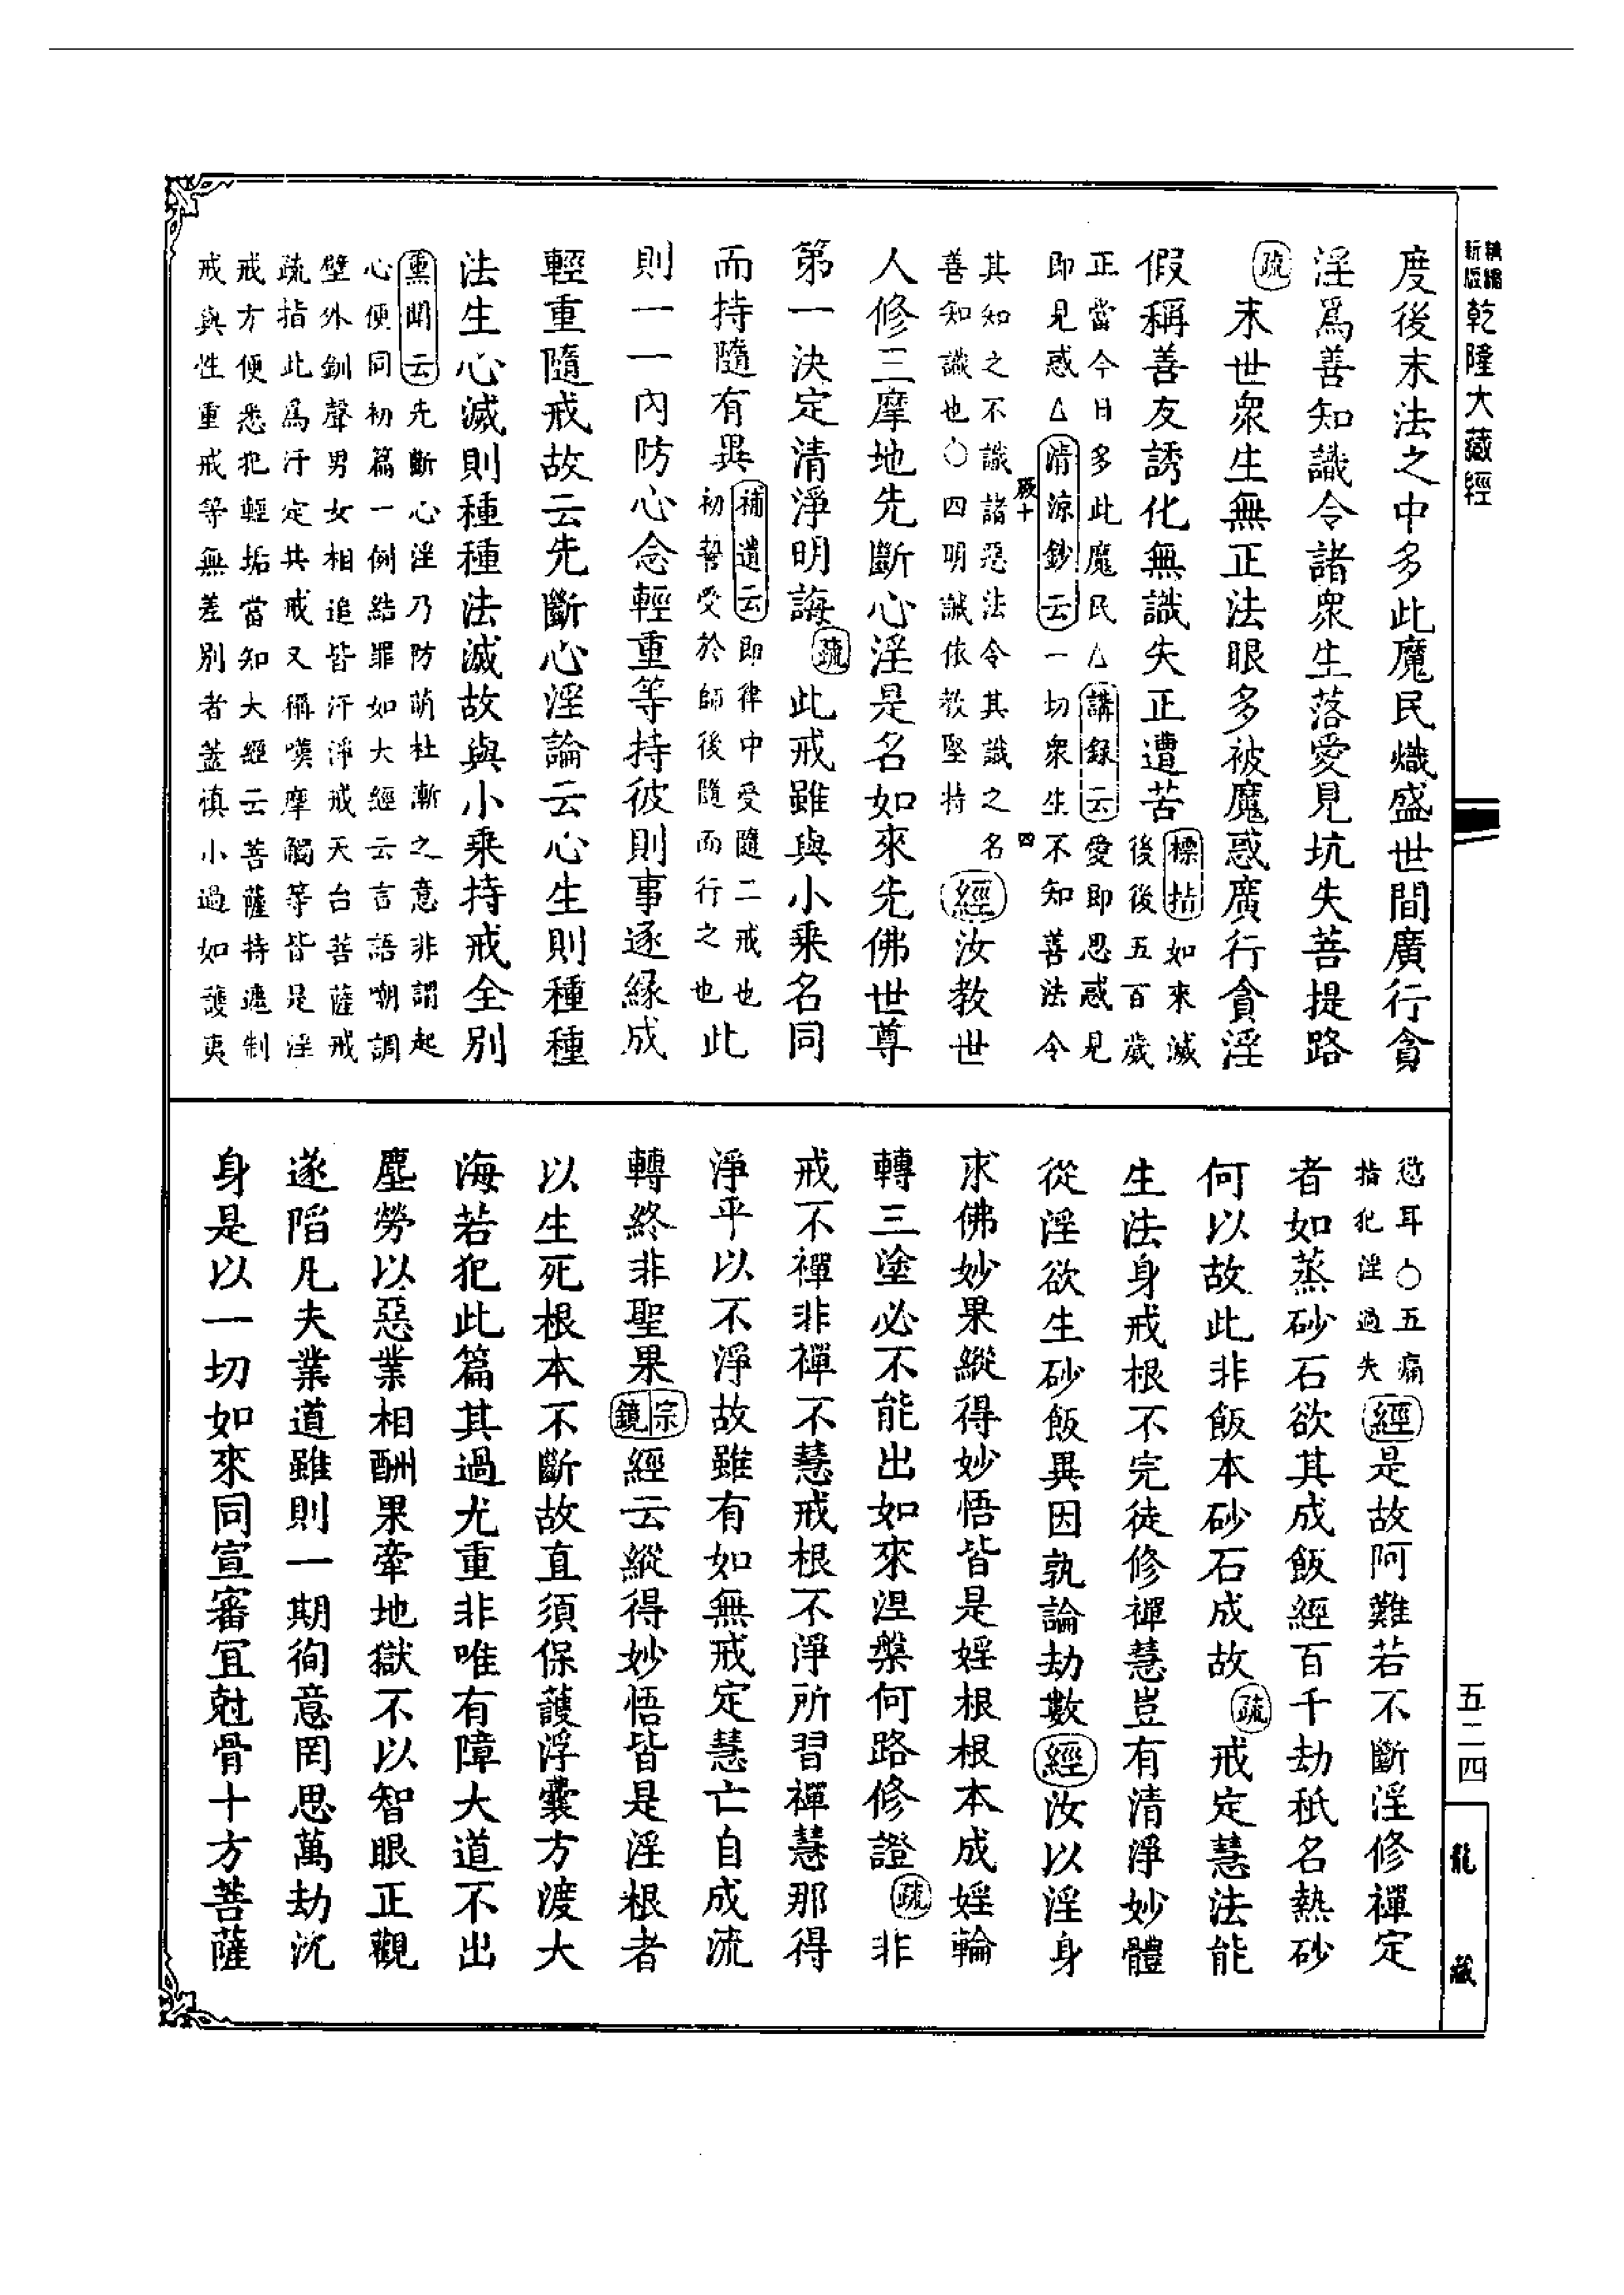 新版精縮乾隆大藏經
度後末法之中多此魔民熾盛世間廣行貪
淫為善知識令諸衆生落愛見坑失菩提路
疏末世衆生無正法眼多被魔惑廣行貪淫
假稱善友誘化無識失正遭苦標指如來滅
後後五百歲
正當今日多此魔民△講録云愛即思惑見
即見惑△清涼鈔云一切衆生不知善法令
厥十 四
其知之不識諸惡法令其識之名
善知識也○四明誠依教堅持經汝教世
人修三摩地先斷心淫是名如來先佛世尊
第一決定清淨明誨疏此戒雖與小乘名同
而持隨有異補遺云即律中受隨二戒也
初誓受於師後隨而行之也此
則一一內防心念輕重等持彼則事逐緣成
輕重隨戒故云先斷心淫論云心生則種種
法生心滅則種種法滅故與小乘持戒全別
熏聞云先斷心淫乃防萌杜漸之意非謂起
心便同初篇一例結罪如大經云言語嘲調
壁外釧聲男女相追皆汙淨戒天台菩薩戒
疏指此為汙定共戒又稱嘆摩觸等皆是淫
戒方便悉犯輕垢當知大經云菩薩持遮制
戒與性重戒等無差別者蓋慎小過如護夷
愆耳○五痛
指犯淫過失經是故阿難若不斷淫修禪定
者如蒸砂石欲其成飯經百千劫秖名熱砂
何以故此非飯本砂石成故疏戒定慧法能
生法身戒根不完徒修禪慧豈有清淨妙體
從淫欲生砂飯異因孰論劫數經汝以淫身
求佛妙果縱得妙悟皆是婬根根本成婬輪
轉三塗必不能出如來涅槃何路修證疏非
戒不禪非禪不慧戒根不淨所習禪慧那得
淨乎以不淨故雖有如無戒定慧亡自成流
轉終非聖果宗鏡經云縱得妙悟皆是淫根者
以生死根本不斷故直須保護浮囊方渡大
海若犯此篇其過尤重非唯有障大道不出
塵勞以惡業相酬果牽地獄不以智眼正觀
遂陷凡夫業道雖則一期徇意罔思萬劫沉
身是以一切如來同宣審宜尅骨十方菩薩
五二四
龍藏